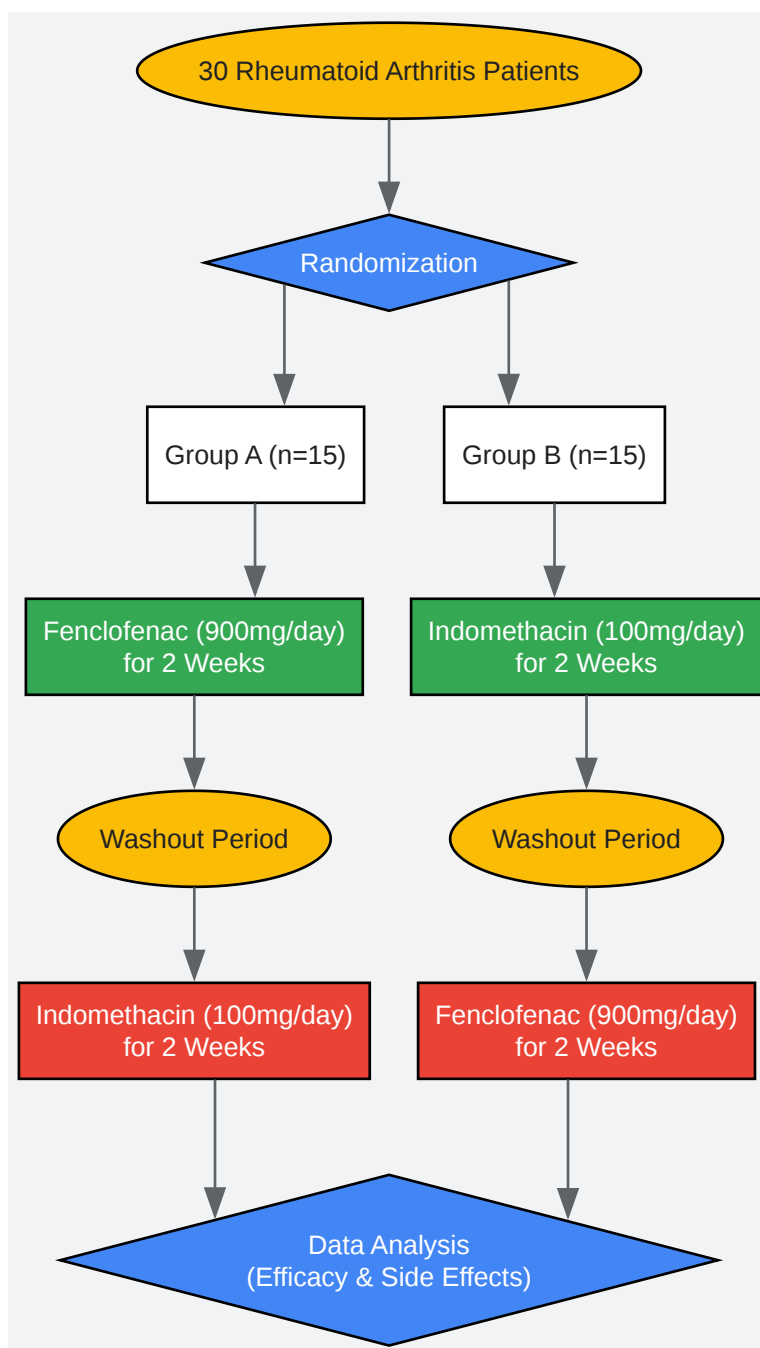 30 Rheumatoid Arthritis Patients
Randomization
Group A (n=15)
Group B (n=15)
Fenclofenac (900mg/day)
for 2 Weeks
Indomethacin (100mg/day)
for 2 Weeks
Washout Period
Washout Period
Indomethacin (100mg/day)
for 2 Weeks
Fenclofenac (900mg/day)
for 2 Weeks
Data Analysis
(Efficacy & Side Effects)